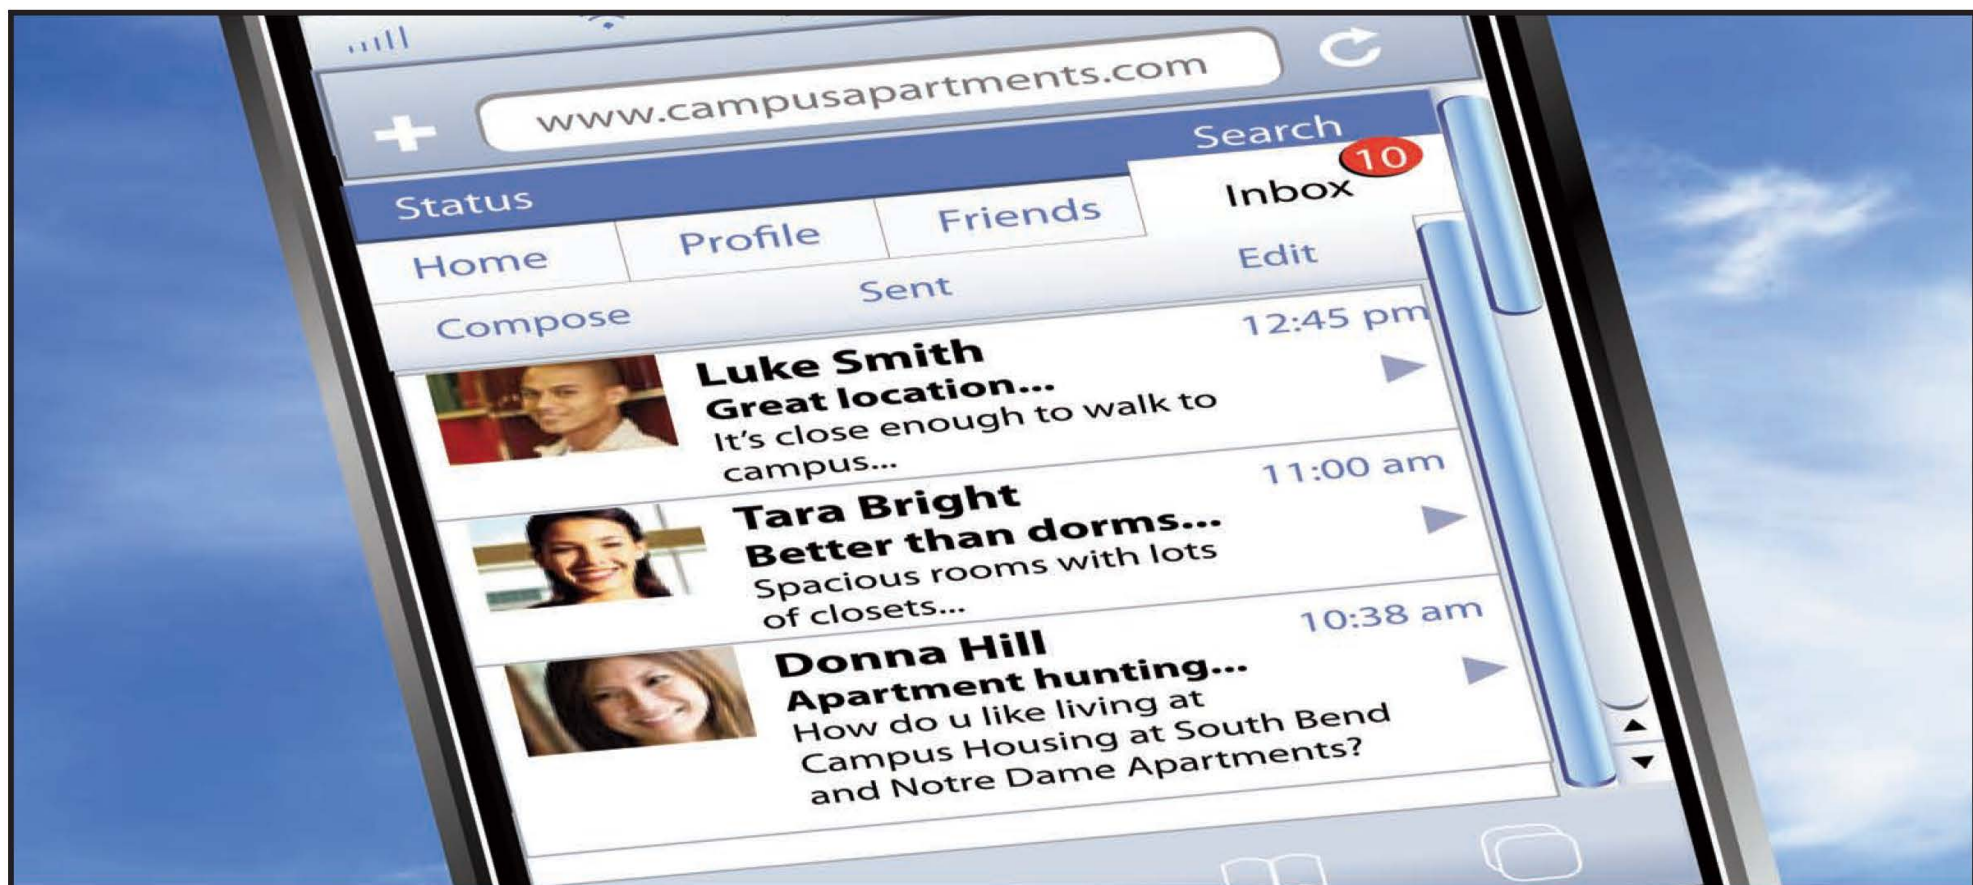 www.campusapartments.com
Search
Status
10
Home
Profile
Friends
Inbox
Compose
Sent
Edit
12:45 pm
Luke Smith
Great location...
It's close enough to walk to
campus...
11:00 am
Tara Bright
Better than dorms...
Spacious rooms with lots
of closets...
10:38 am
Donna Hill
Apartment hunting...
How do u like living at
Campus Housing at South Bend
and Notre Dame Apartments?